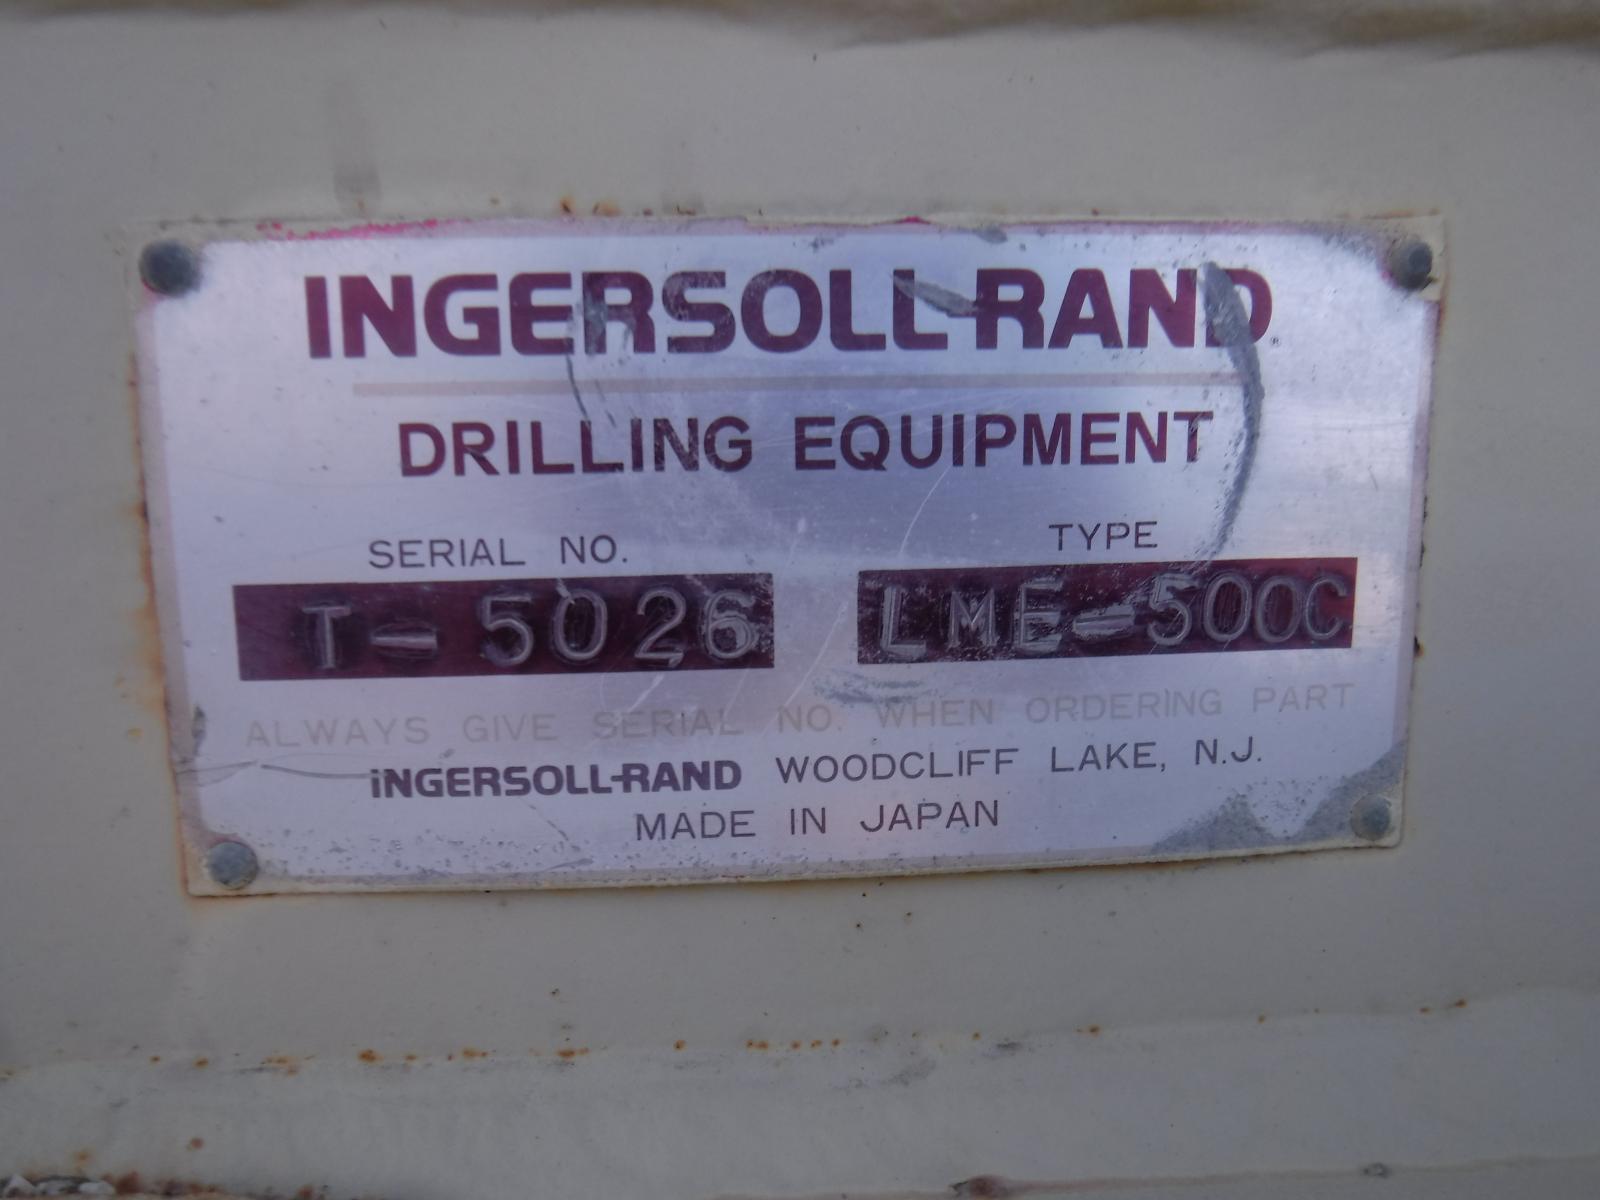 INGERSOLL-RAND®
DRILLING EQUIPMENT
SERIAL NO. TYPE
T-5026 LME-500C
ALWAYS GIVE SERIAL NO. WHEN ORDERING PART
INGERSOLL-RAND WOODCLIFF LAKE, N.J.
MADE IN JAPAN